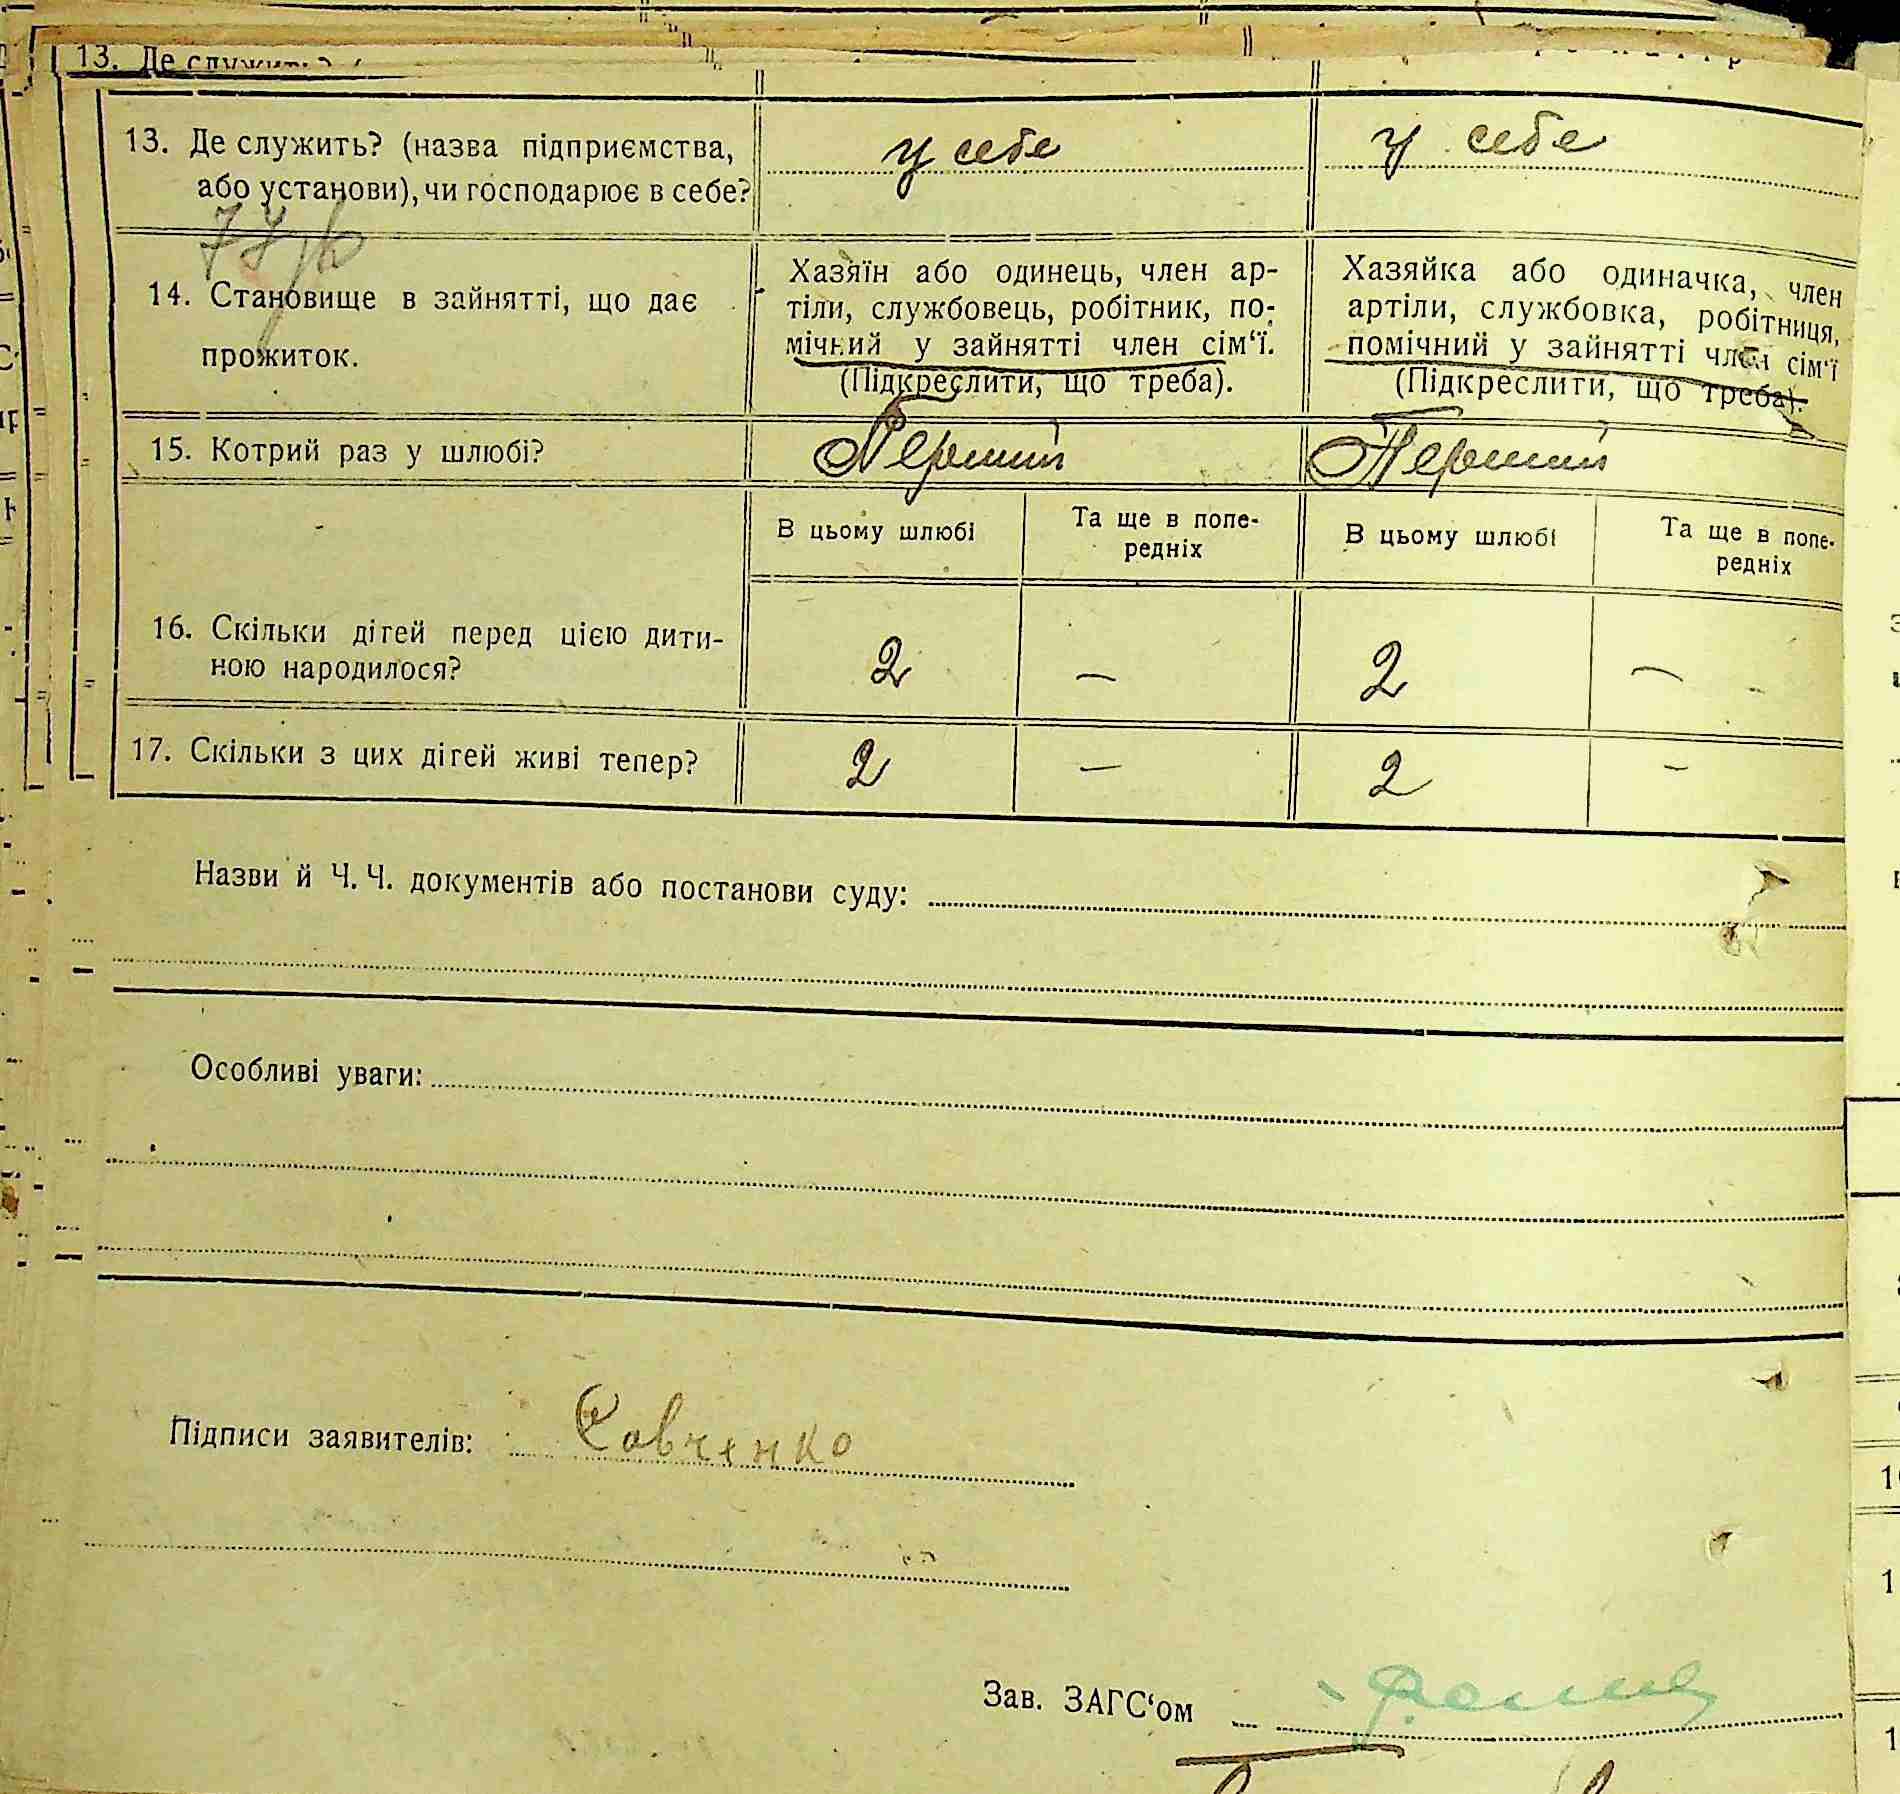 13. Де служить? (
13. Де служить? (назва підприємства,
або установи), чи господарює в себе?
у себе
у себе
14. Становище в зайнятті, що дає
прожиток.
Хазяїн або одинець, член ар-
тіли, службовець, робітник, по-
мічний у зайнятті член сім‘ї.
(Підкреслити, що треба).
Хазяйка або одиначка, член
артіли, службовка, робітниця,
помічний у зайнятті член сім‘ї
(Підкреслити, що треба).
15. Котрий раз у шлюбі?
Перший
Перший
В цьому шлюбі
Та ще в попе-
редніх
В цьому шлюбі
Та ще в попе-
редніх
16. Скільки дітей перед цією дити-
ною народилося?
2
—
2
—
17. Скільки з цих дітей живі тепер?
2
—
2
—
Назви й Ч. Ч. документів або постанови суду:
Особливі уваги:
Підписи заявителів: Савченко
Зав. ЗАГС‘ом